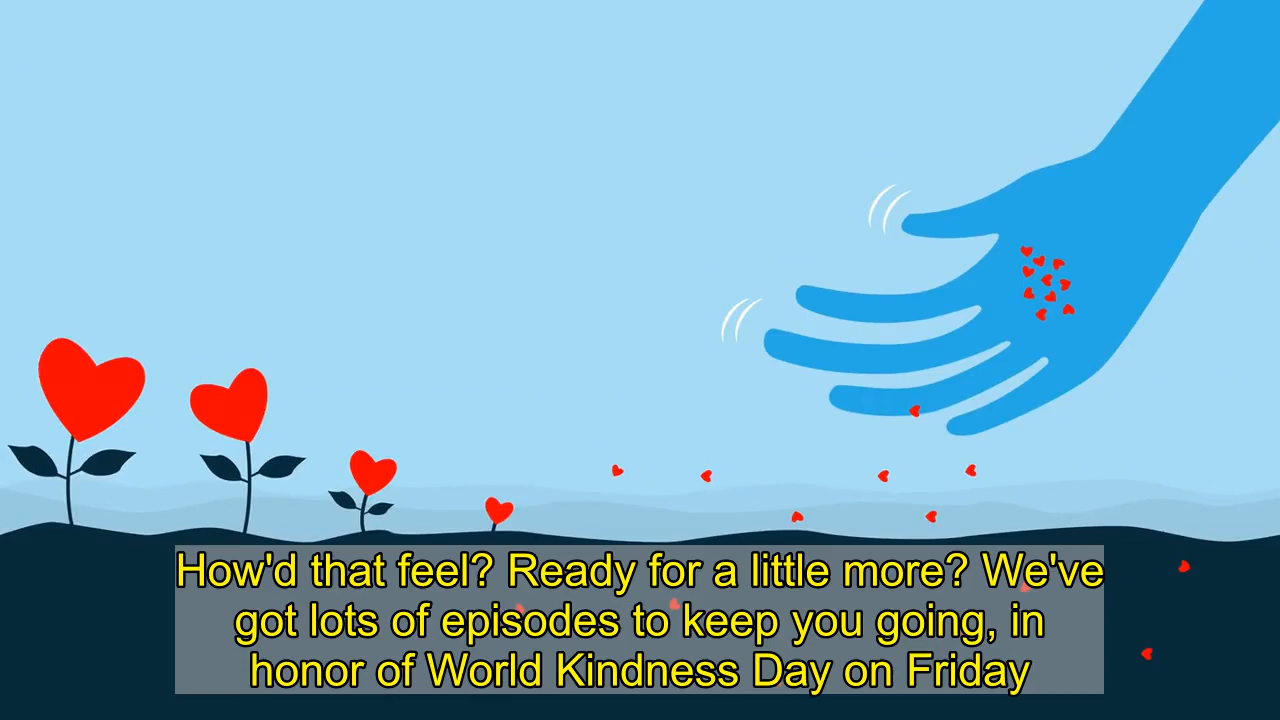 How'd that feel? Ready for a little more? We've
got lots of episodes to keep you going, in
honor of World Kindness Day on Friday